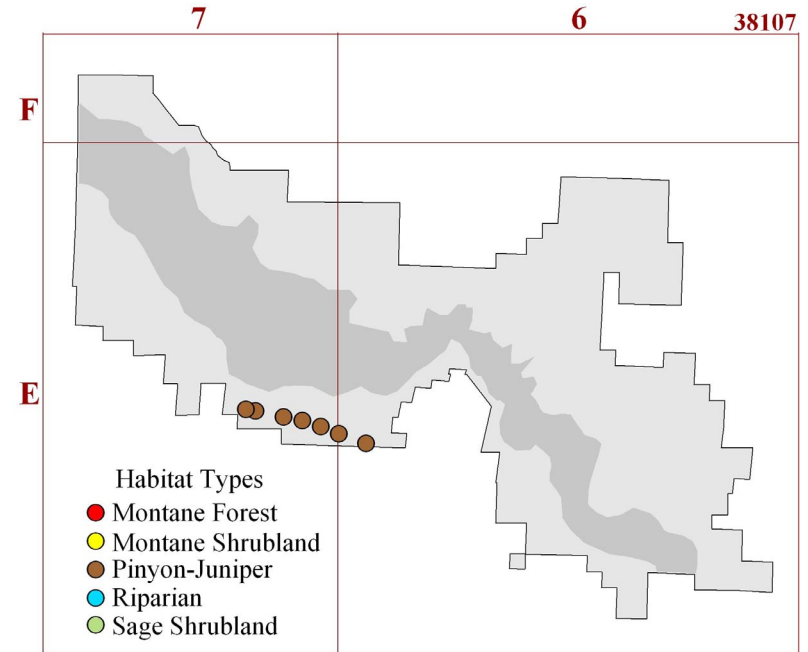 7 6 38107
F
E
Habitat Types
Montane Forest
Montane Shrubland
Pinyon-Juniper
Riparian
Sage Shrubland